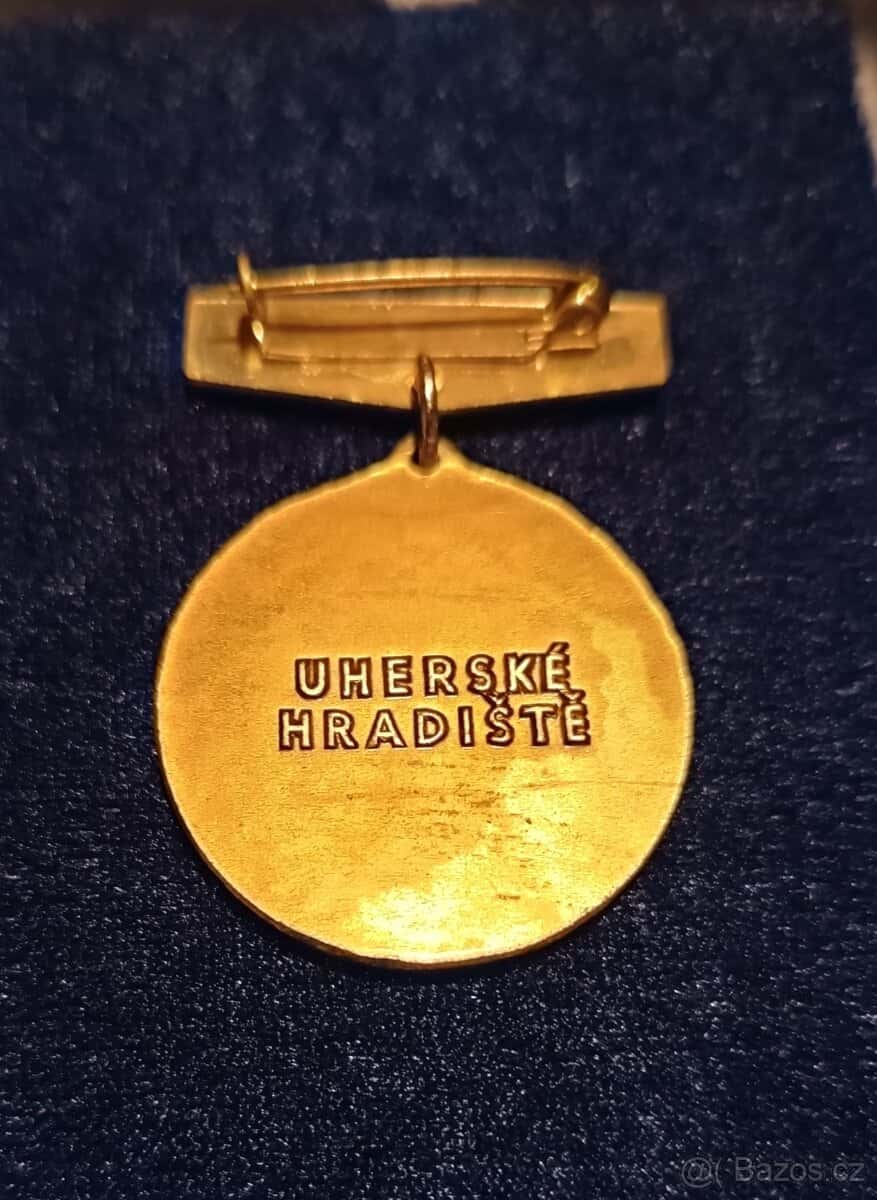 UHERSKÉ
HRADIŠTĚ
@( Bazos.cz